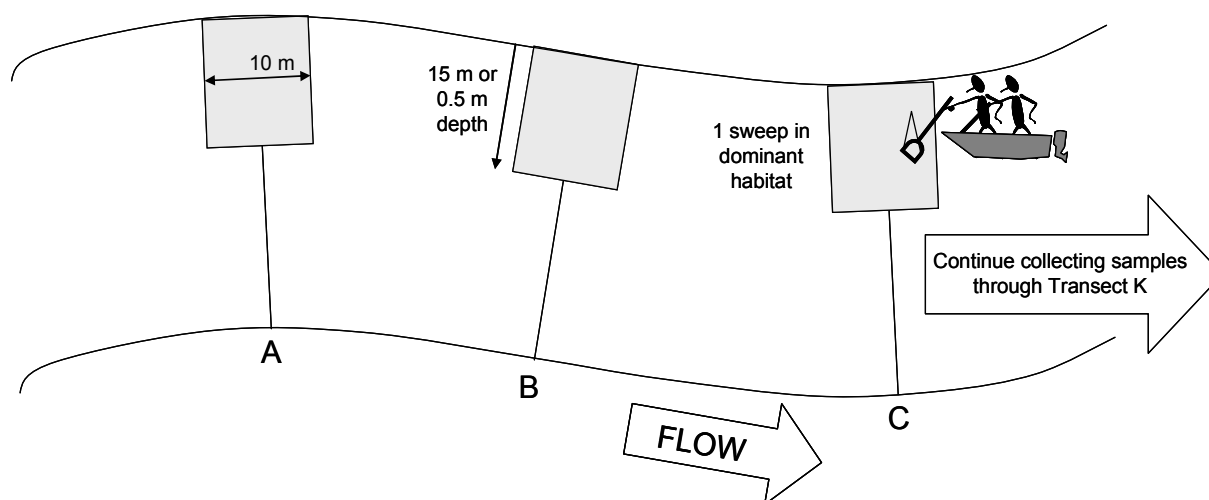 10 m
15 m or
0.5 m
depth
1 sweep in
dominant
habitat
Continue collecting samples
through Transect K
A
B
C
FLOW